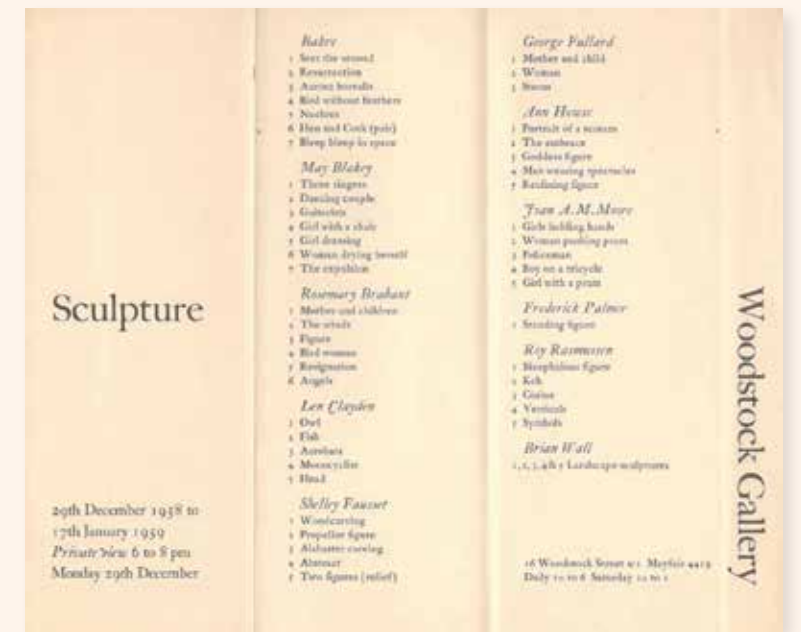 Sculpture
29th December 1958 to
17th January 1959
Private View 6 to 8 pm
Monday 29th December
Bakre
1 Seer the second
2 Resurrection
3 Aurora borealis
4 Bird without feathers
5 Nucleus
6 Hen and Cock (pair)
7 Bleep bleep in space
May Blakey
1 Three singers
2 Dancing couple
3 Guitarists
4 Girl with a chair
5 Girl dressing
6 Woman drying herself
7 The expulsion
Rosemary Brabant
1 Mother and children
2 The winds
3 Figure
4 Bird woman
5 Resignation
6 Angels
Len Clayden
1 Owl
2 Fish
3 Acrobats
4 Motorcyclist
5 Head
Shelley Fausset
1 Woodcarving
2 Propeller figure
3 Alabaster carving
4 Abstract
5 Two figures (relief)
George Fullard
1 Mother and child
2 Woman
3
Ann House
1 Portrait of a woman
2 The embrace
3 Goddess figure
4 Man wearing spectacles
5 Reclining figure
Jean A.M. Moore
1 Girls holding hands
2 Woman pushing pram
3 Policeman
4 Boy on a tricycle
5 Girl with a pram
Frederick Palmer
1 Standing figure
Roy Rasmussen
1 figure
2
3
4 Verticals
5 Symbols
Brian Wall
1, 2, 3, 4 & 5 Landscape sculptures
16 Woodstock Street W1. Mayfair 4419
Daily 10 to 6 Saturday 10 to 1
Woodstock Gallery